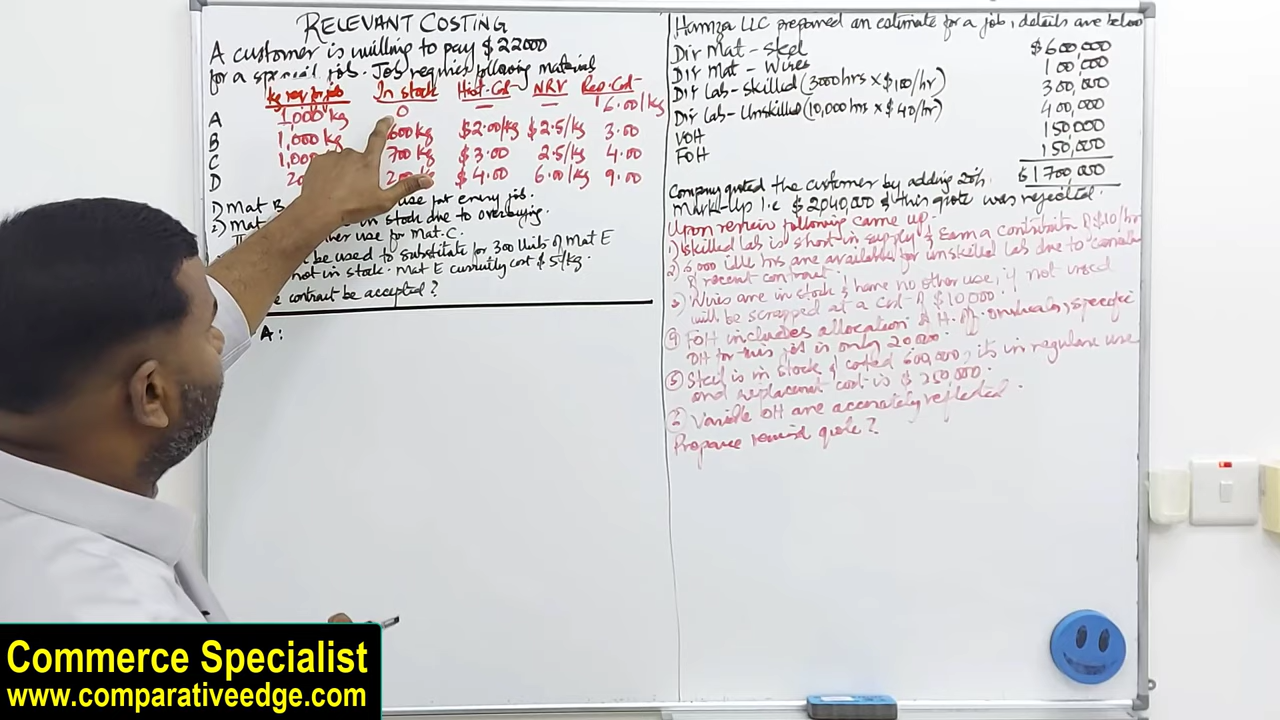 RELEVANT COSTING
A customer is willing to pay $22000
for a special job. Job requires following material
kg req for job In stock Hist. Cost NRV Rep. Cost
A 1,000 kg 0 — — $6.00/kg
B 1,000 kg 600 kg $2.00/kg $2.5/kg 3.00
C 1,000 700 kg $3.00 2.5/kg 4.00
D 20 200 kg $4.00 6.00/kg 9.00
1) Mat B use for every job.
2) Mat in stock due to overbuying.
other use for Mat. C.
be used to substitute for 300 Units of Mat E
not in stock. Mat E currently cost $5/kg.
contract be accepted?
A:
Hamza LLC prepared an estimate for a job, details are below
Dir Mat - Steel $600,000
Dir Mat - Wires 100,000
Dir Lab - Skilled (3000 hrs x $100/hr) 300,000
Dir Lab - Unskilled (10,000 hrs x $40/hr) 400,000
VOH 150,000
FOH 150,000
$1700,000
Company quoted the customer by adding 20%
Mark-Up i.e $2040,000 & this quote was rejected.
Upon review following came up.
1) Skilled lab is short in supply & Earn a contribution of $10/hr
2) 6,000 idle hrs are available for unskilled lab due to
of recent contract.
3) Wires are in stock & have no other use, if not used
will be scrapped at a cost of $10,000.
4) FOH includes allocation of H.Of. overheads, specific
OH for this job is only 20,000.
5) Steel is in stock & costed 600,000, its in regular use
and replacement cost is $750,000.
6) Variable OH are accurately reflected.
Prepare revised quote?
Commerce Specialist
www.comparativeedge.com